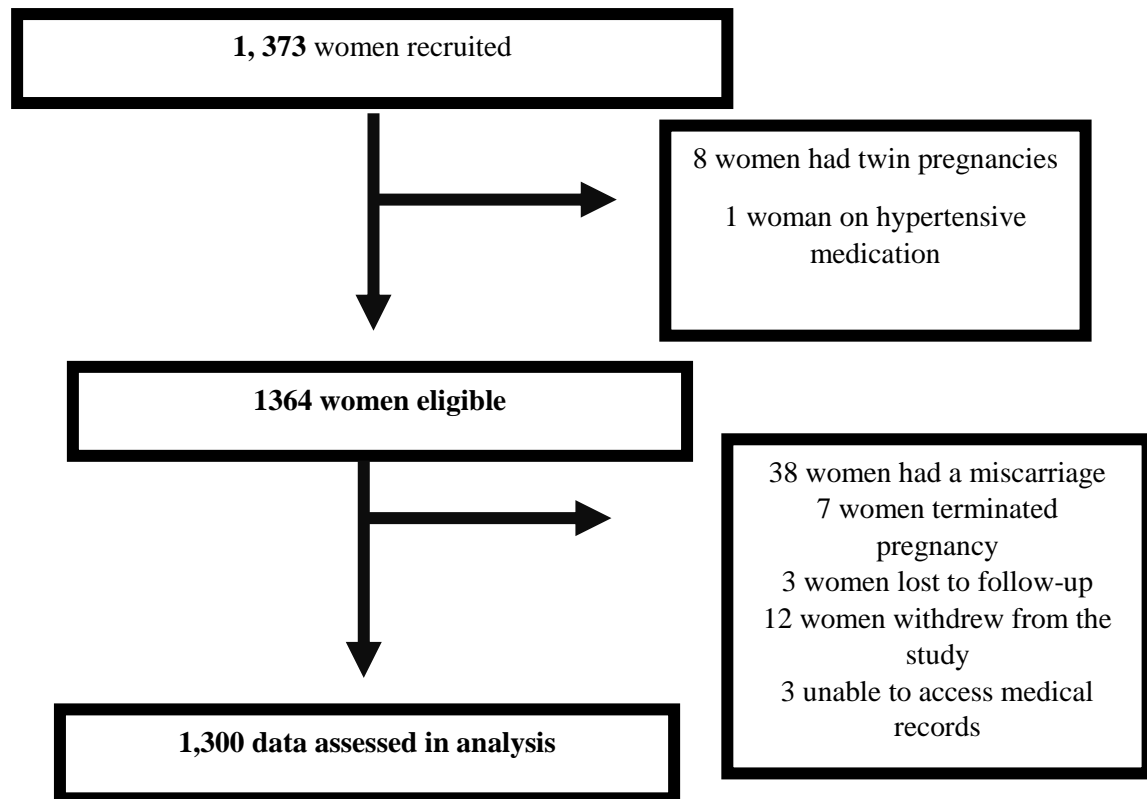 1, 373 women recruited
8 women had twin pregnancies
1 woman on hypertensive
medication
1364 women eligible
38 women had a miscarriage
7 women terminated
pregnancy
3 women lost to follow-up
12 women withdrew from the
study
3 unable to access medical
records
1,300 data assessed in analysis